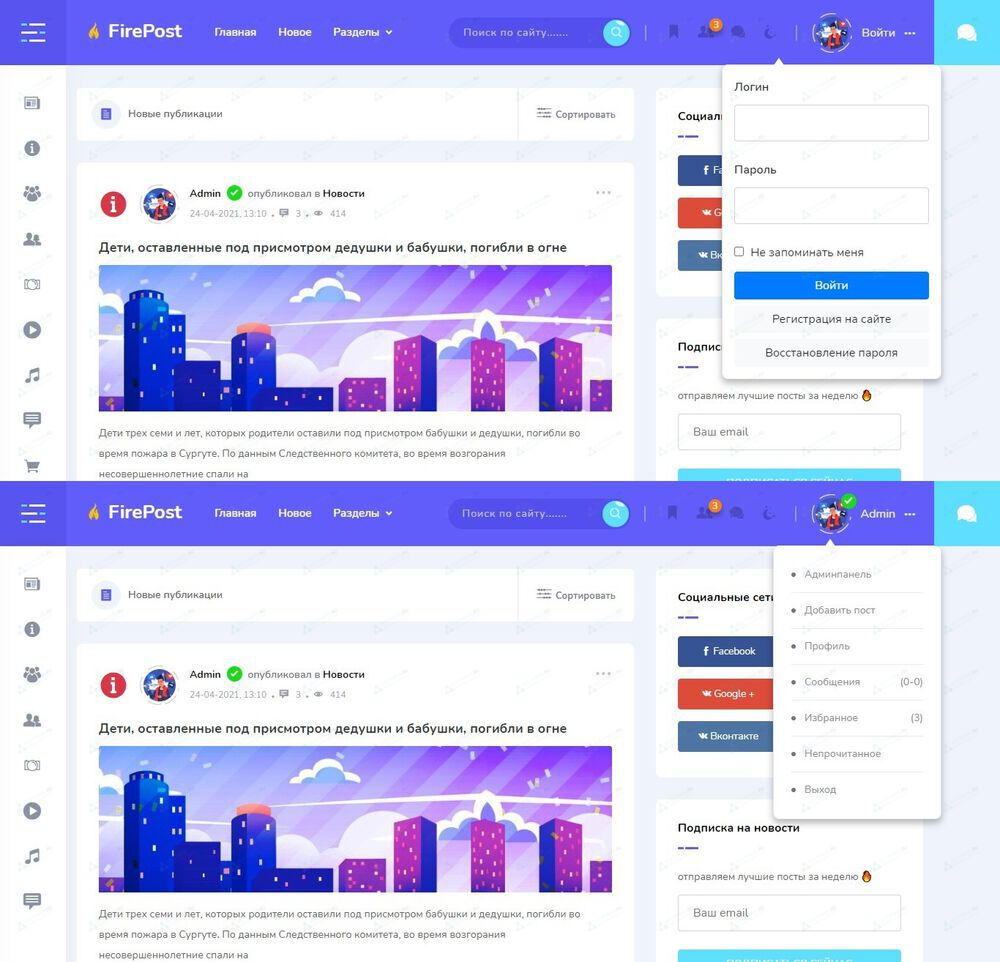 FirePost
Главная
Новое
Разделы
Поиск по сайту.......
3
Войти
Новые публикации
Сортировать
Admin опубликовал в Новости
24-04-2021, 13:10 3 414
Дети, оставленные под присмотром дедушки и бабушки, погибли в огне
Дети трех семи и лет, которых родители оставили под присмотром бабушки и дедушки, погибли во
время пожара в Сургуте. По данным Следственного комитета, во время возгорания
несовершеннолетние спали на
Логин
Пароль
Не запоминать меня
Войти
Регистрация на сайте
Восстановление пароля
отправляем лучшие посты за неделю
Ваш email
FirePost
Главная
Новое
Разделы
Поиск по сайту.......
3
Admin
Новые публикации
Сортировать
Admin опубликовал в Новости
24-04-2021, 13:10 3 414
Дети, оставленные под присмотром дедушки и бабушки, погибли в огне
Дети трех семи и лет, которых родители оставили под присмотром бабушки и дедушки, погибли во
время пожара в Сургуте. По данным Следственного комитета, во время возгорания
несовершеннолетние спали на
Социальные сети
Facebook
Google +
Вконтакте
Админпанель
Добавить пост
Профиль
Сообщения (0-0)
Избранное (3)
Непрочитанное
Выход
Подписка на новости
отправляем лучшие посты за неделю
Ваш email